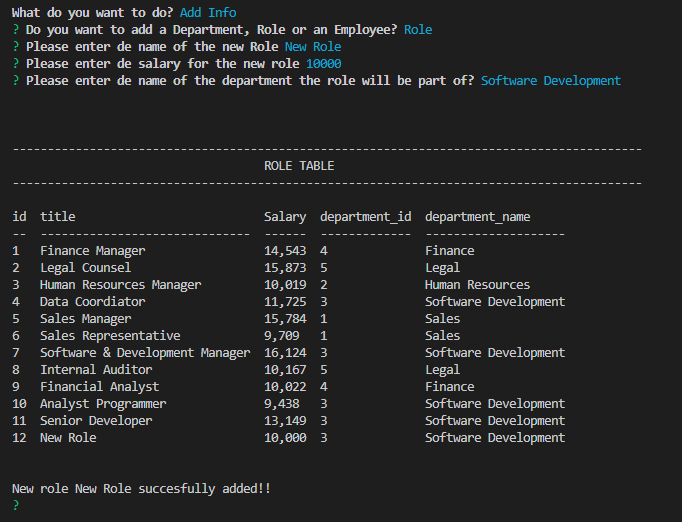 What do you want to do? Add Info
? Do you want to add a Department, Role or an Employee? Role
? Please enter de name of the new Role New Role
? Please enter de salary for the new role 10000
? Please enter de name of the department the role will be part of? Software Development
------------------------------------------------------------------------------------------
ROLE TABLE
------------------------------------------------------------------------------------------
id  title                           Salary  department_id  department_name
--  ------------------------------  ------  -------------  --------------------
1   Finance Manager                 14,543  4              Finance
2   Legal Counsel                   15,873  5              Legal
3   Human Resources Manager         10,019  2              Human Resources
4   Data Coordiator                 11,725  3              Software Development
5   Sales Manager                   15,784  1              Sales
6   Sales Representative            9,709   1              Sales
7   Software & Development Manager  16,124  3              Software Development
8   Internal Auditor                10,167  5              Legal
9   Financial Analyst               10,022  4              Finance
10  Analyst Programmer              9,438   3              Software Development
11  Senior Developer                13,149  3              Software Development
12  New Role                        10,000  3              Software Development
New role New Role succesfully added!!
?